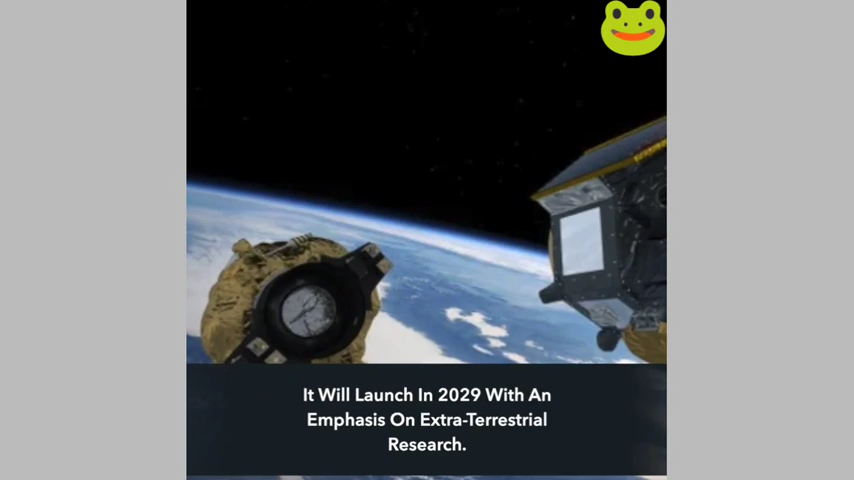 It Will Launch In 2029 With An
Emphasis On Extra-Terrestrial
Research.